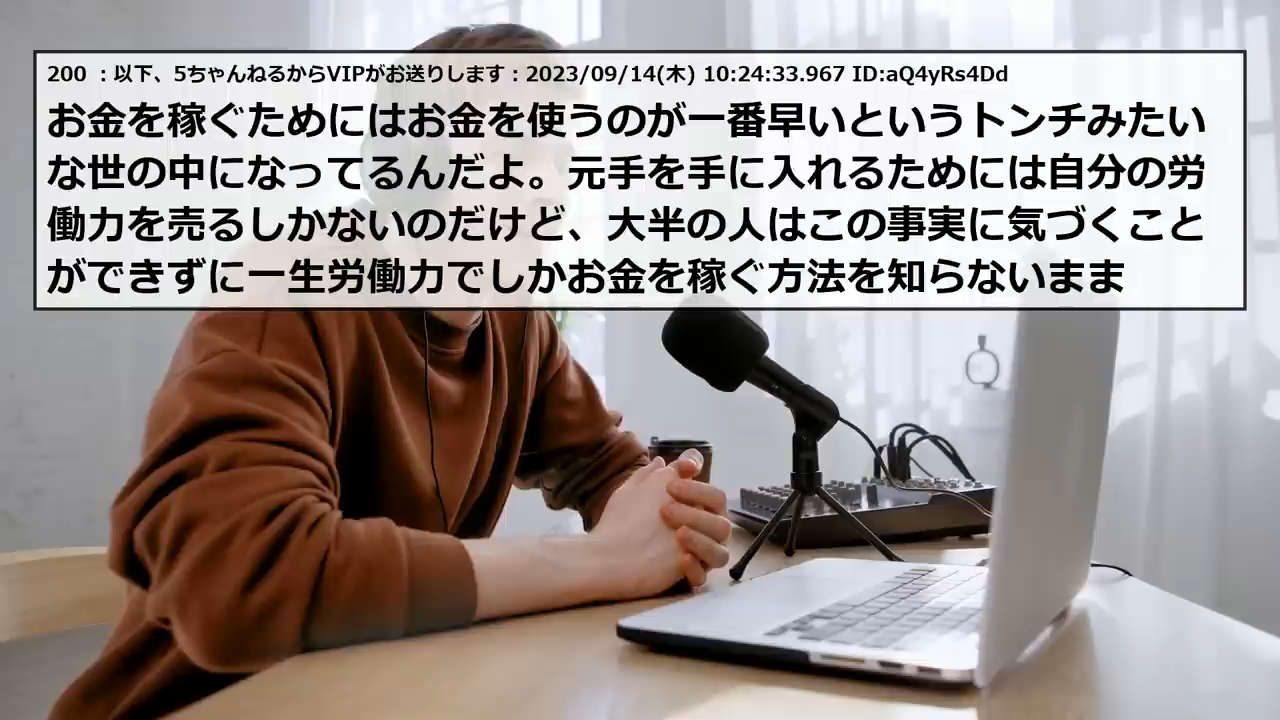 200 ：以下、5ちゃんねるからVIPがお送りします：2023/09/14(木) 10:24:33.967 ID:aQ4yRs4Dd
お金を稼ぐためにはお金を使うのが一番早いというトンチみたい
な世の中になってるんだよ。元手を手に入れるためには自分の労
働力を売るしかないのだけど、大半の人はこの事実に気づくこと
ができずに一生労働力でしかお金を稼ぐ方法を知らないまま